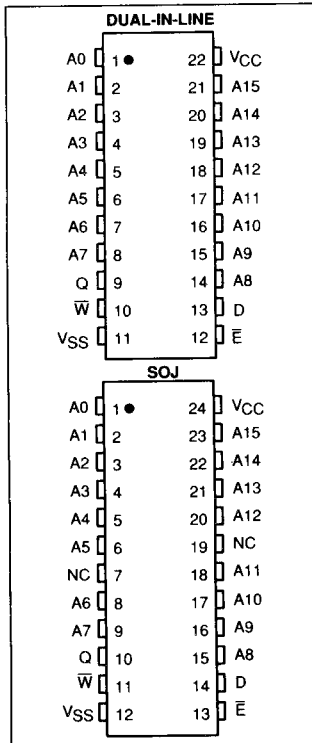 DUAL-IN-LINE
A0 1 22 VCC
A1 2 21 A15
A2 3 20 A14
A3 4 19 A13
A4 5 18 A12
A5 6 17 A11
A6 7 16 A10
A7 8 15 A9
Q 9 14 A8
W̅ 10 13 D
VSS 11 12 E̅
SOJ
A0 1 24 VCC
A1 2 23 A15
A2 3 22 A14
A3 4 21 A13
A4 5 20 A12
A5 6 19 NC
NC 7 18 A11
A6 8 17 A10
A7 9 16 A9
Q 10 15 A8
W̅ 11 14 D
VSS 12 13 E̅